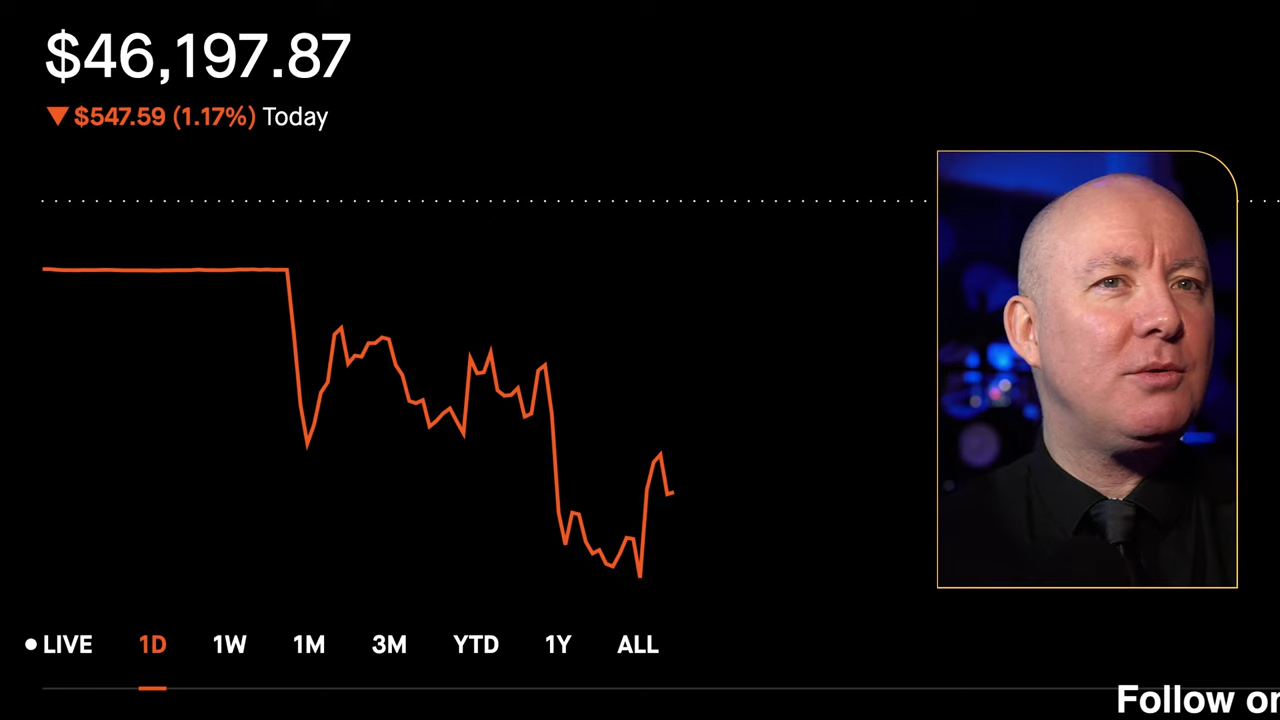 $46,197.87
▼ $547.59 (1.17%) Today
LIVE 1D 1W 1M 3M YTD 1Y ALL
Follow or